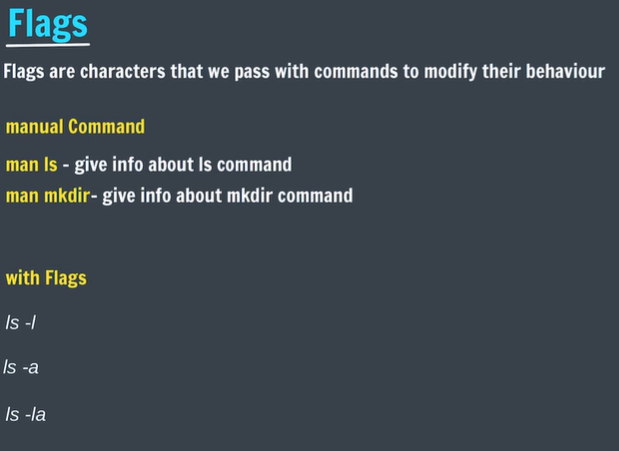 Flags
Flags are characters that we pass with commands to modify their behaviour
manual Command
man ls - give info about ls command
man mkdir- give info about mkdir command
with Flags
ls -l
ls -a
ls -la